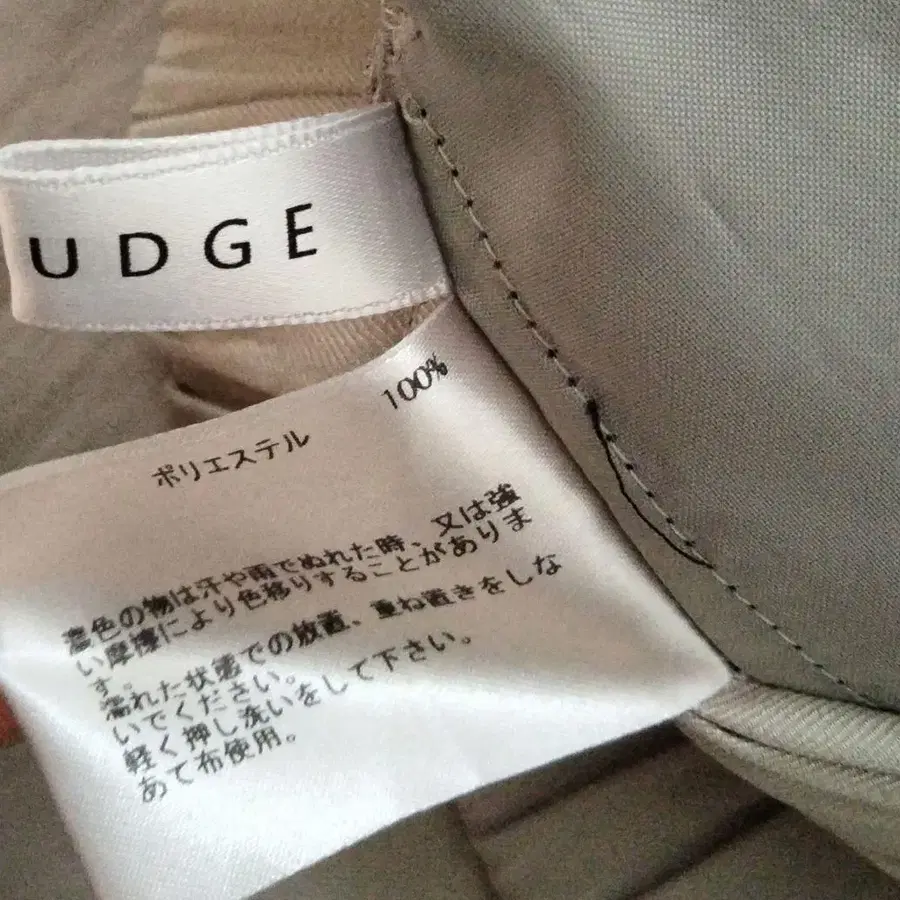 UDGE
ポリエステル 100%
濃色の物は汗や雨でぬれた時、又は強
い摩擦により色移りすることがありま
す。
濡れた状態での放置、重ね置きをしな
いでください。
軽く押し洗いをして下さい。
あて布使用。